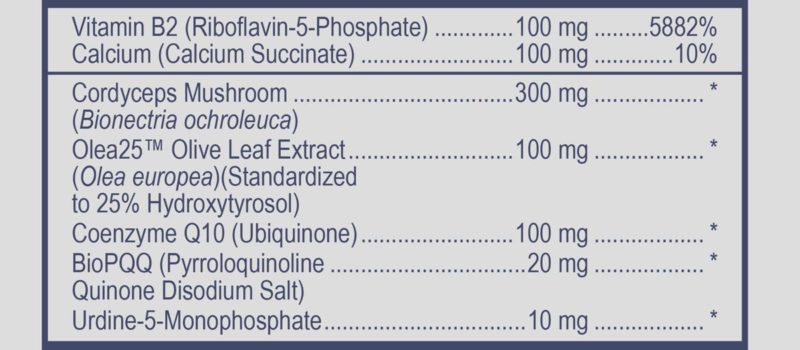 Vitamin B2 (Riboflavin-5-Phosphate) .............100 mg .........5882%
Calcium (Calcium Succinate) .........................100 mg .............10%
Cordyceps Mushroom ....................................300 mg .................. *
(Bionectria ochroleuca)
Olea25™ Olive Leaf Extract...........................100 mg .................. *
(Olea europea)(Standardized
to 25% Hydroxytyrosol)
Coenzyme Q10 (Ubiquinone).........................100 mg .................. *
BioPQQ (Pyrroloquinoline ................................20 mg .................. *
Quinone Disodium Salt)
Urdine-5-Monophosphate.................................10 mg .................. *